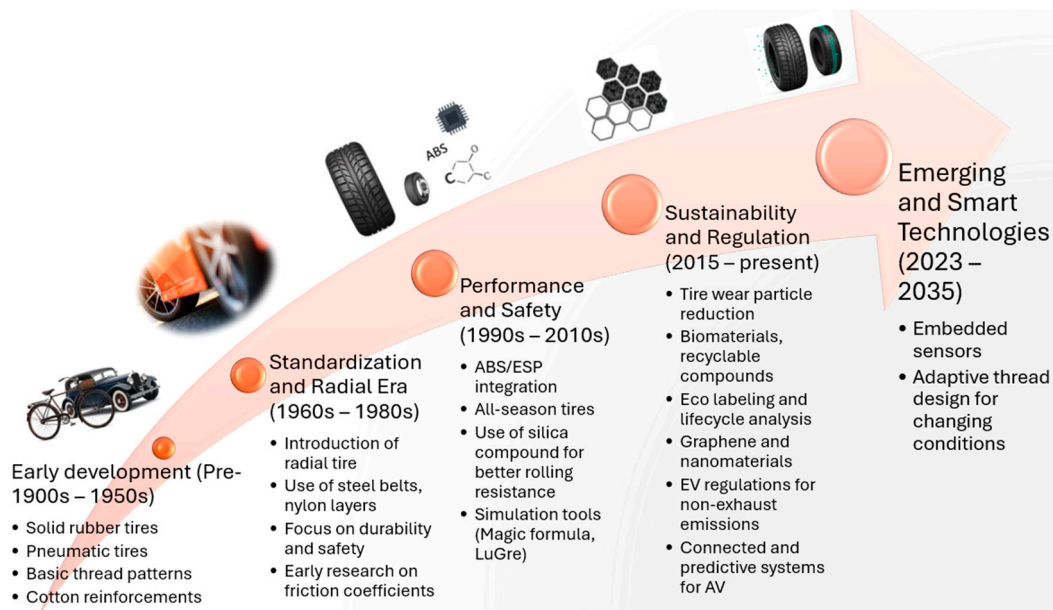 Early development (Pre-
1900s – 1950s)
• Solid rubber tires
• Pneumatic tires
• Basic thread patterns
• Cotton reinforcements
Standardization
and Radial Era
(1960s – 1980s)
• Introduction of
radial tire
• Use of steel belts,
nylon layers
• Focus on durability
and safety
• Early research on
friction coefficients
ABS
C
O
C
Performance
and Safety
(1990s – 2010s)
• ABS/ESP
integration
• All-season tires
• Use of silica
compound for
better rolling
resistance
• Simulation tools
(Magic formula,
LuGre)
Sustainability
and Regulation
(2015 – present)
• Tire wear particle
reduction
• Biomaterials,
recyclable
compounds
• Eco labeling and
lifecycle analysis
• Graphene and
nanomaterials
• EV regulations for
non-exhaust
emissions
• Connected and
predictive systems
for AV
Emerging
and Smart
Technologies
(2023 –
2035)
• Embedded
sensors
• Adaptive thread
design for
changing
conditions